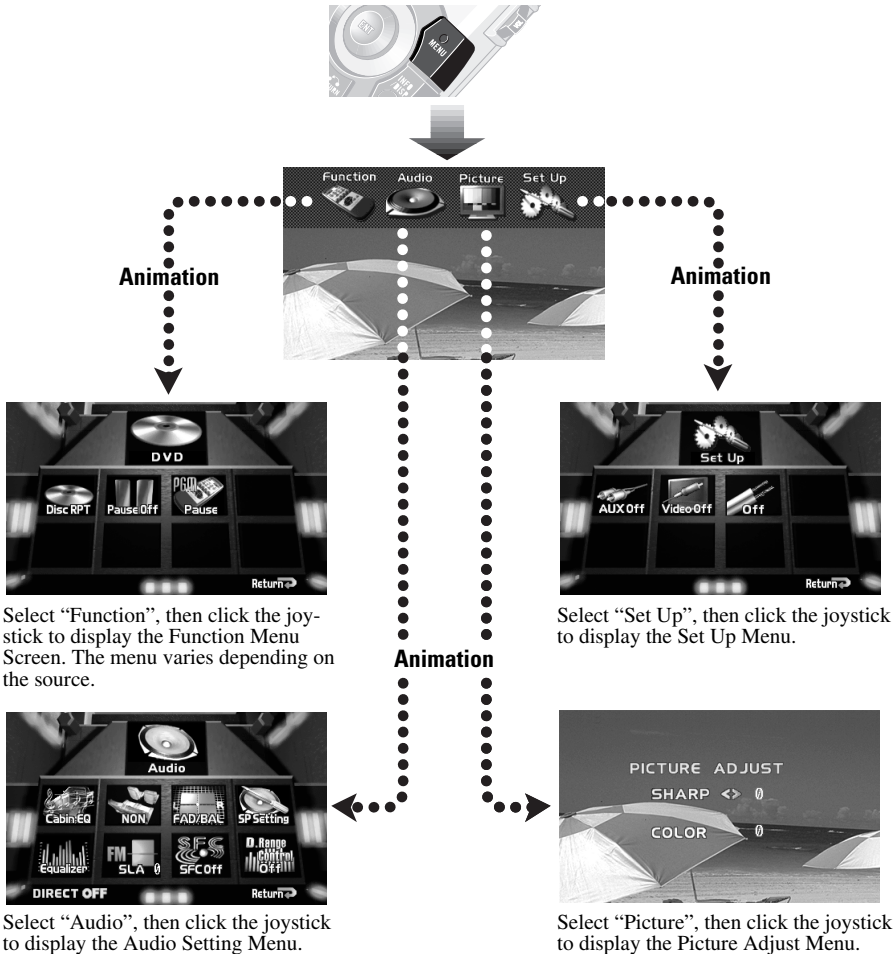 ENT
MENU
INFO
DISP
VOL
Function Audio Picture Set Up
Animation
Animation
DVD
Disc RPT Pause Off PGM Pause
Return
Select “Function”, then click the joy-
stick to display the Function Menu
Screen. The menu varies depending on
the source.
Set Up
AUX Off Video Off Off
Return
Select “Set Up”, then click the joystick
to display the Set Up Menu.
Animation
Audio
Cabin:EQ NON FAD/BAL SP Setting
L R
Equalizer FM SLA 0 SFC SFC Off D.Range Control Off
DIRECT OFF Return
Select “Audio”, then click the joystick
to display the Audio Setting Menu.
PICTURE ADJUST
SHARP <> 0
COLOR 0
Select “Picture”, then click the joystick
to display the Picture Adjust Menu.